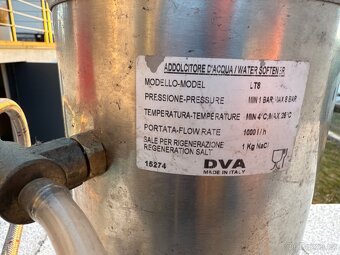 ADDOLCITORE D'ACQUA / WATER SOFTENER
MODELLO-MODEL LT8
PRESSIONE-PRESSURE MIN 1 BAR, MAX 8 BAR
TEMPERATURA-TEMPERATURE MIN 4°C, MAX 25°C
PORTATA-FLOW RATE 1000 l / h
SALE PER RIGENERAZIONE
REGENERATION SALT 1 Kg NaCl
15274 DVA
MADE IN ITALY